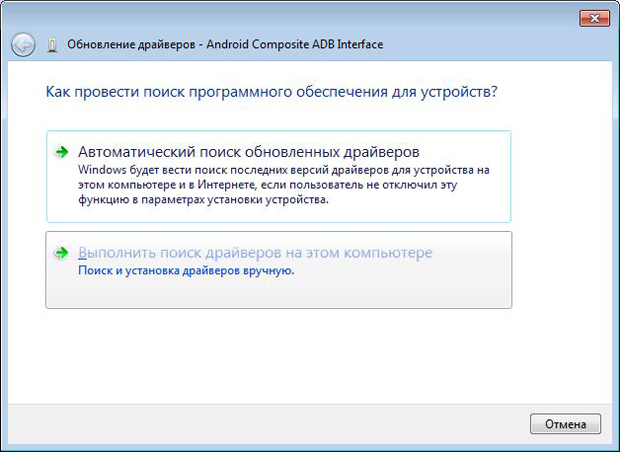 Обновление драйверов - Android Composite ADB Interface
Как провести поиск программного обеспечения для устройств?
Автоматический поиск обновленных драйверов
Windows будет вести поиск последних версий драйверов для устройства на
этом компьютере и в Интернете, если пользователь не отключил эту
функцию в параметрах установки устройства.
Выполнить поиск драйверов на этом компьютере
Поиск и установка драйверов вручную.
Отмена